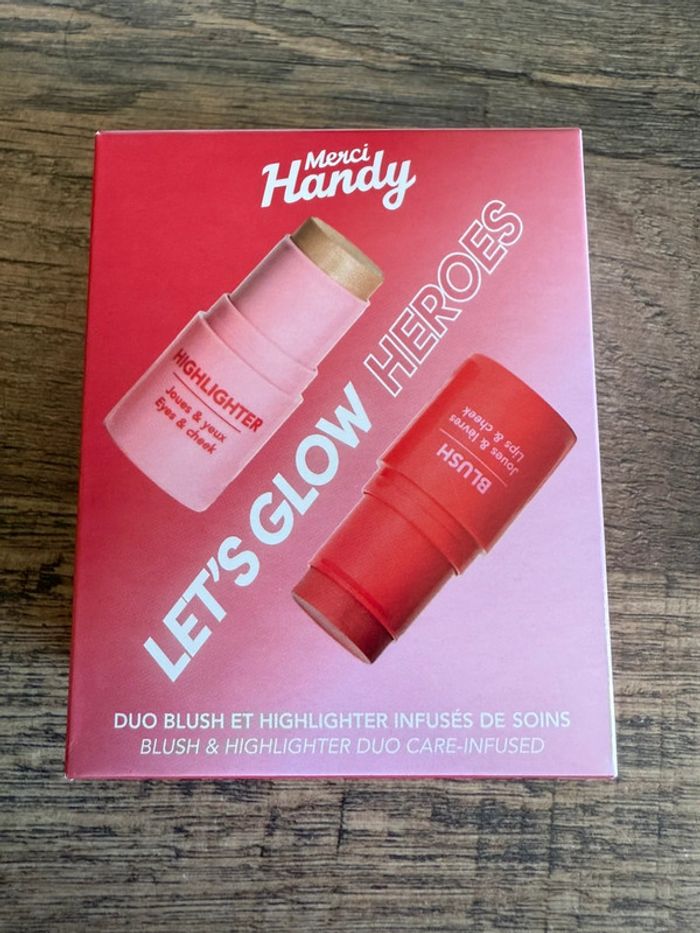 Merci
Handy
HIGHLIGHTER
Joues & yeux
Eyes & cheek
LET'S GLOW HEROES
BLUSH
Joues & lèvres
Lips & cheek
DUO BLUSH ET HIGHLIGHTER INFUSÉS DE SOINS
BLUSH & HIGHLIGHTER DUO CARE-INFUSED